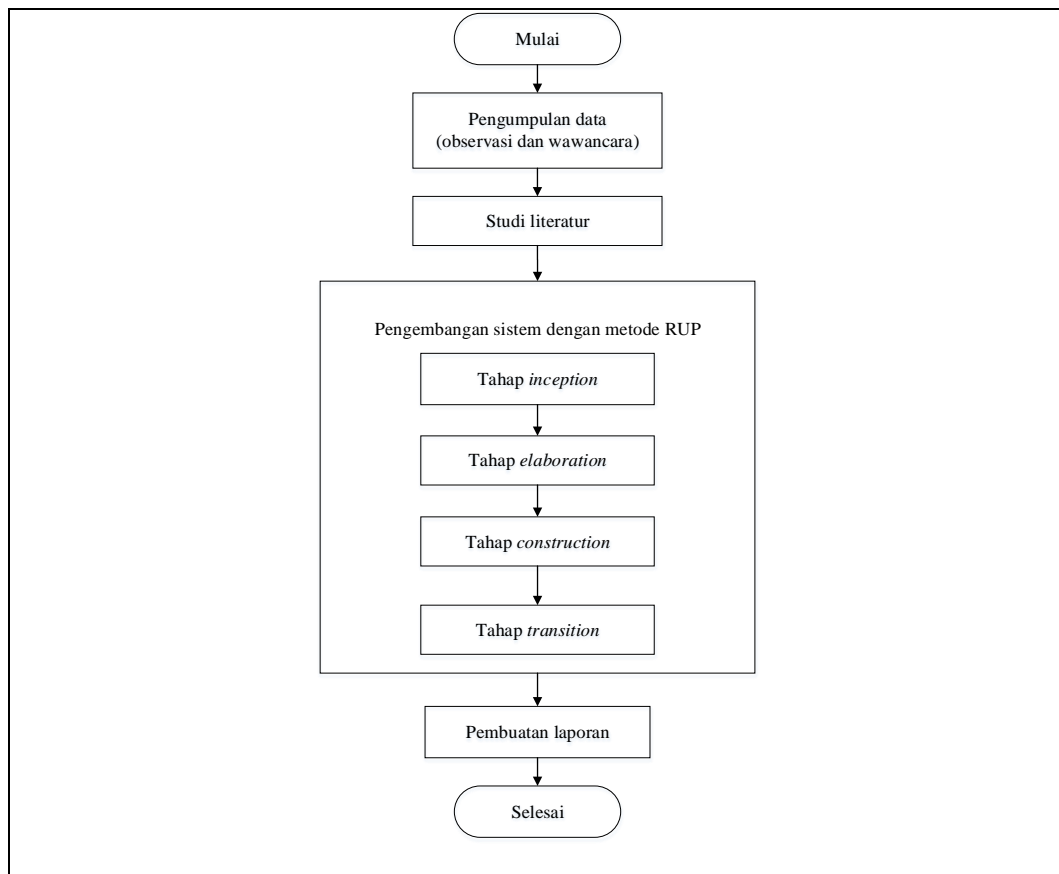 Mulai
Pengumpulan data
(observasi dan wawancara)
Studi literatur
Pengembangan sistem dengan metode RUP
Tahap inception
Tahap elaboration
Tahap construction
Tahap transition
Pembuatan laporan
Selesai